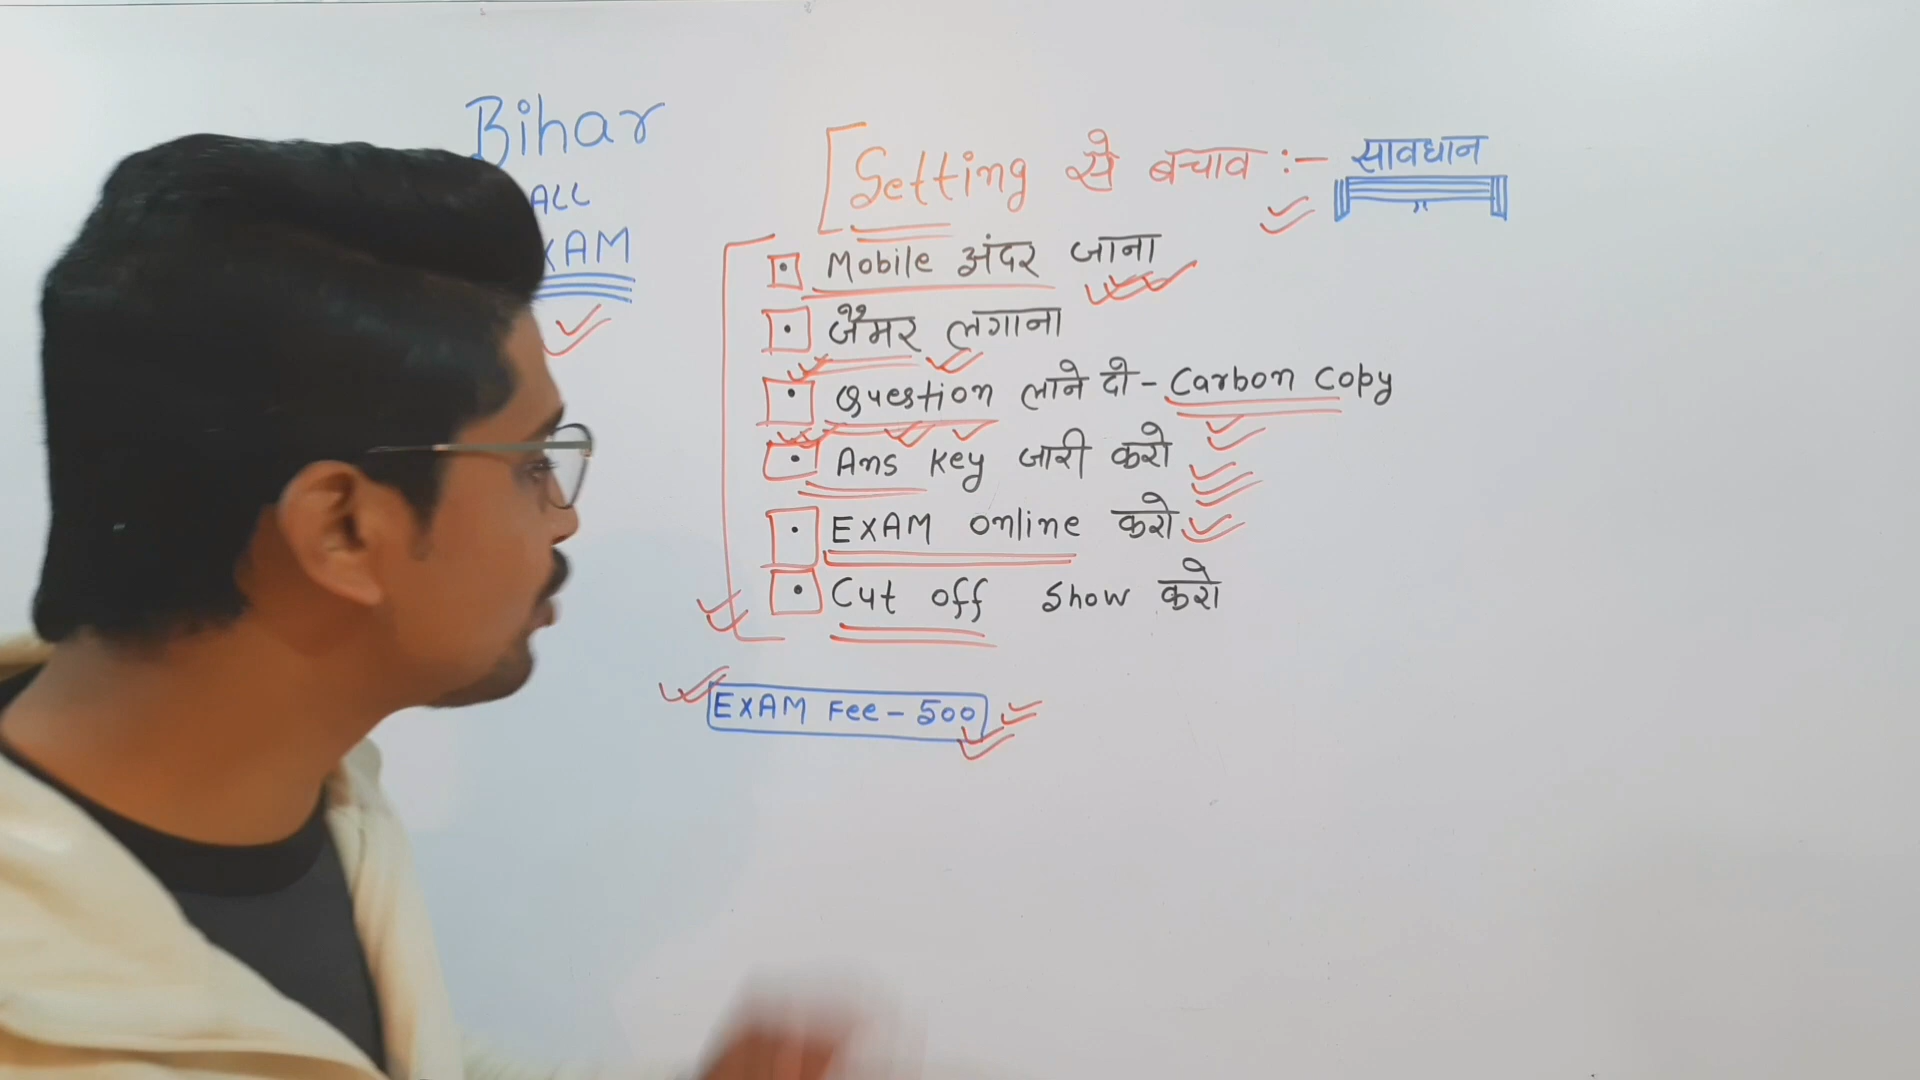 Bihar
ALL
XAM
Setting से बचाव :- सावधान
Mobile अंदर जाना
जैमर लगाना
Question लाने दो - Carbon Copy
Ans key जारी करो
EXAM online करो
Cut off show करो
EXAM Fee - 500